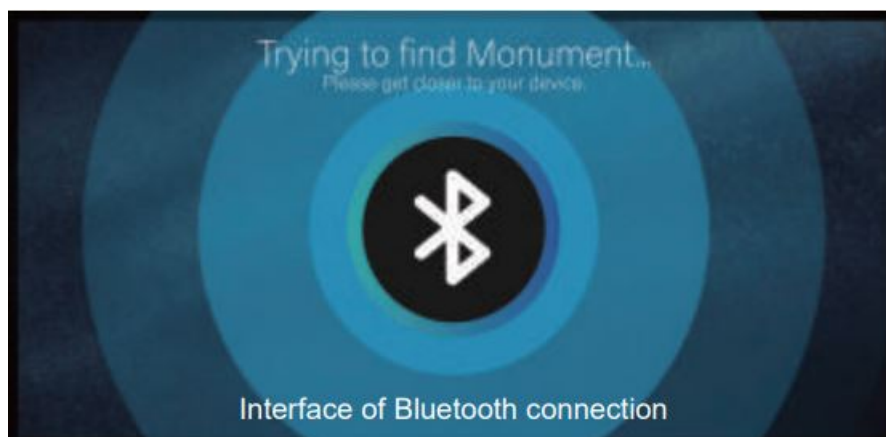 Trying to find Monument...
Please get closer to your device.
Interface of Bluetooth connection